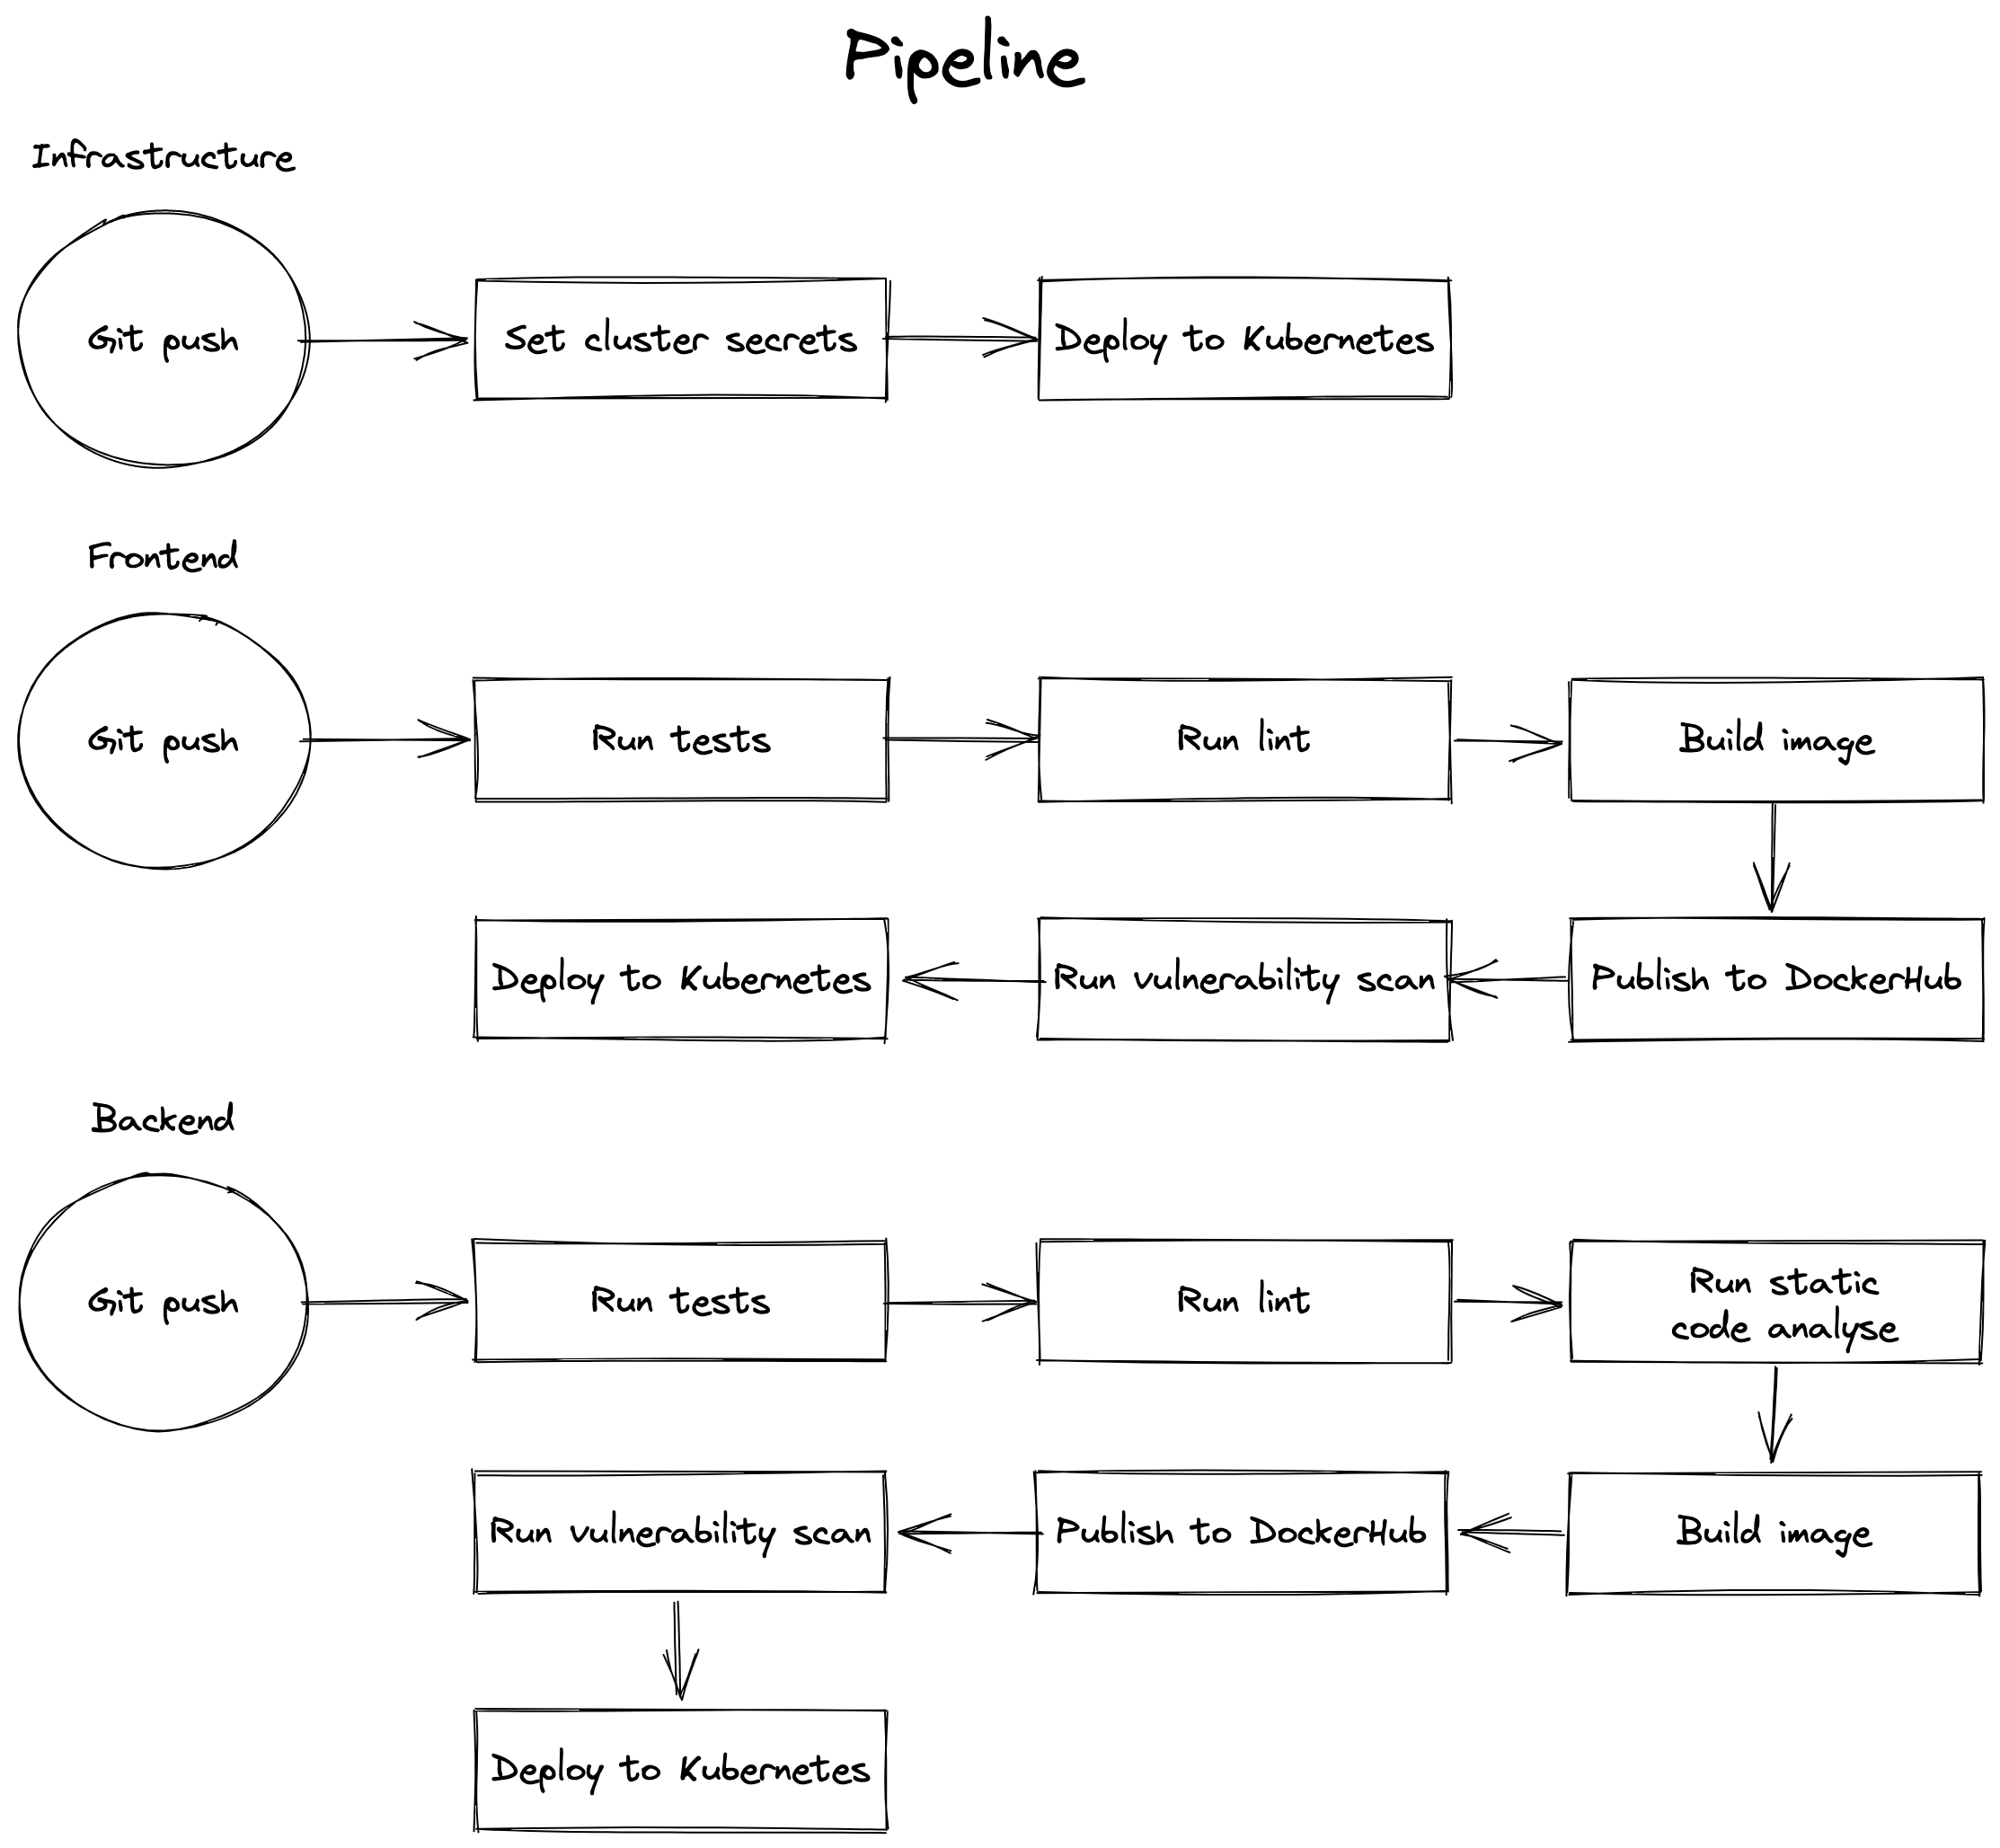 Pipeline
Infrastructure
Git push
Set cluster secrets
Deploy to Kubernetes
Frontend
Git push
Run tests
Run lint
Build image
Deploy to Kubernetes
Run vulnerability scan
Publish to DockerHub
Backend
Git push
Run tests
Run lint
Run static
code analyse
Run vulnerability scan
Publish to DockerHub
Build image
Deploy to Kubernetes